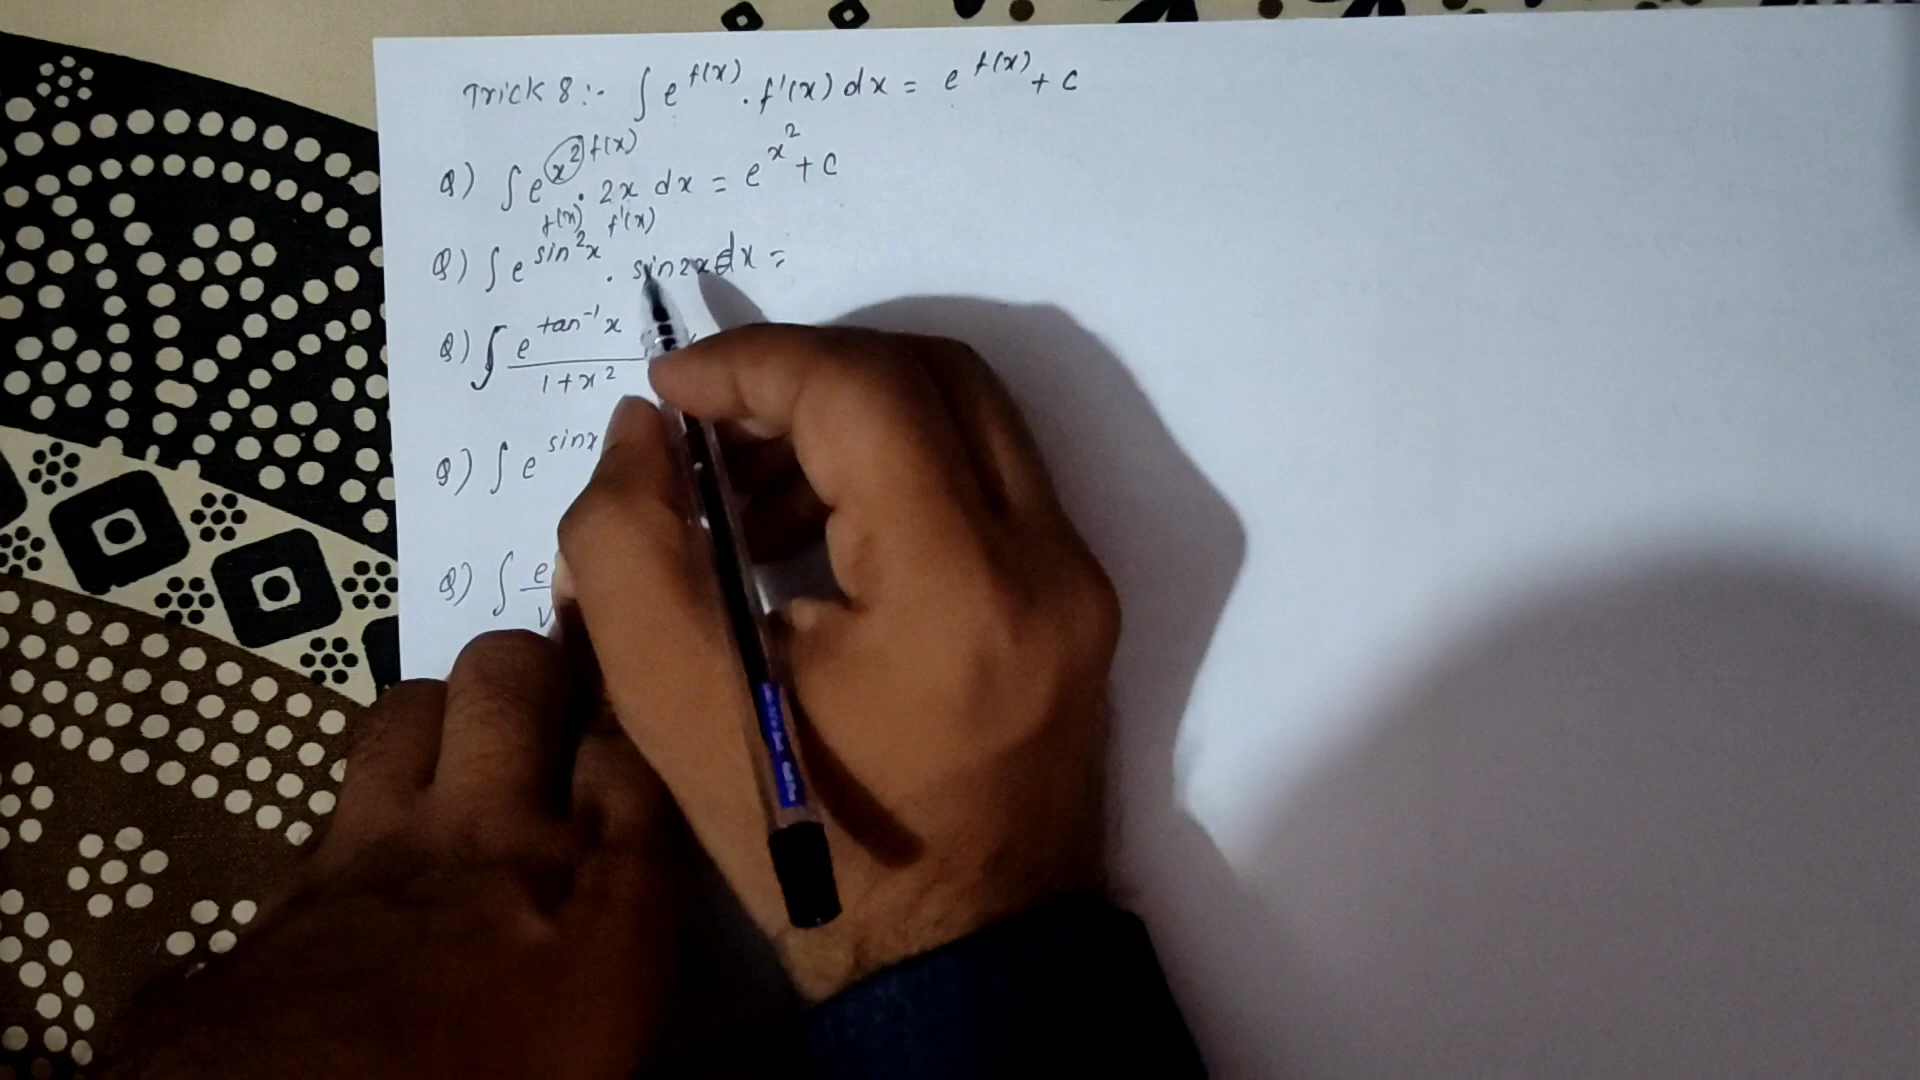 Trick 8:- ∫e^f(x) . f'(x) dx = e^f(x) + c
Q) ∫e^x² f(x) . 2x dx = e^x² + c
f(x) f'(x)
Q) ∫e^sin²x . sin2x dx =
Q) ∫ e^tan⁻¹x
1+x²
Q) ∫e^sinx
Q) ∫ e
√